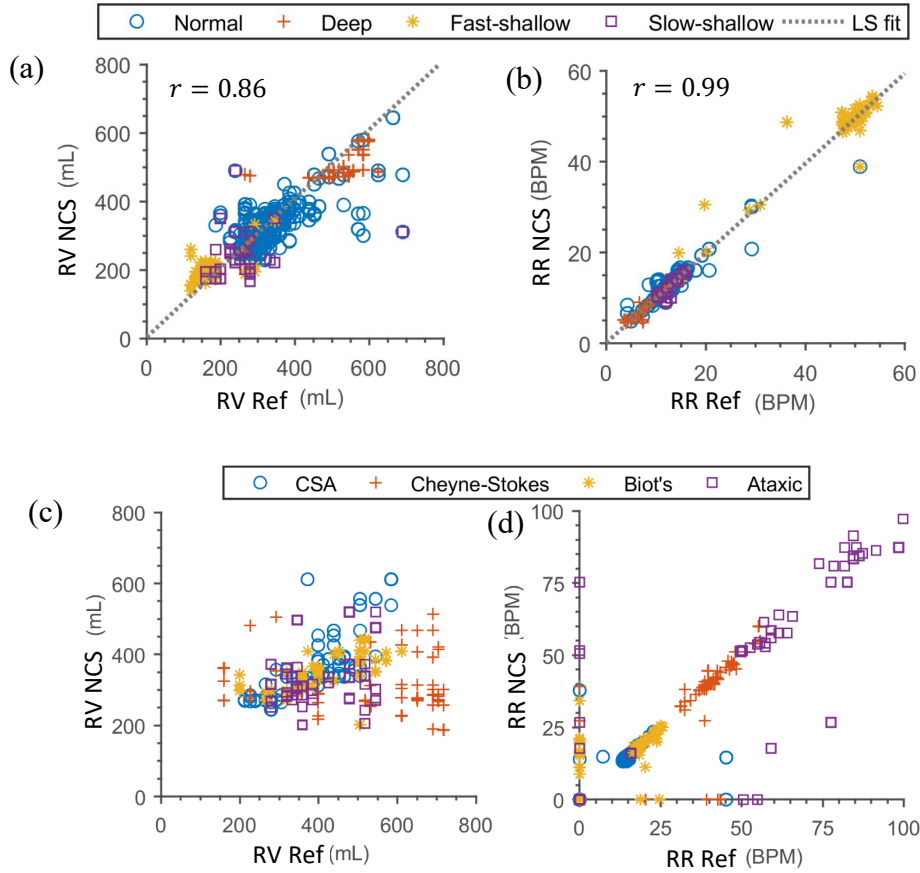 Normal Deep Fast-shallow Slow-shallow LS fit
(a)
r = 0.86
800
600
400
200
0
RV NCS (mL)
0 200 400 600 800
RV Ref (mL)
(b)
r = 0.99
60
40
20
0
RR NCS (BPM)
0 20 40 60
RR Ref (BPM)
CSA Cheyne-Stokes Biot's Ataxic
(c)
800
600
400
200
0
RV NCS (mL)
0 200 400 600 800
RV Ref (mL)
(d)
100
75
50
25
0
RR NCS (BPM)
0 25 50 75 100
RR Ref (BPM)